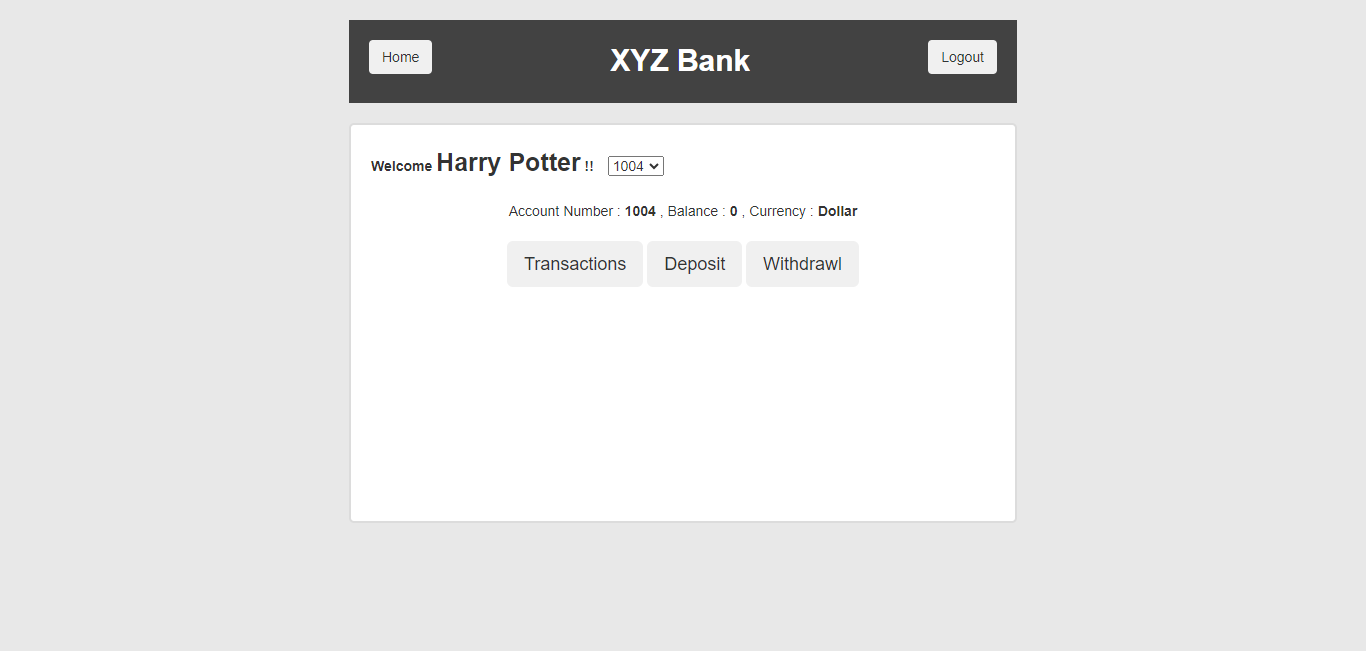 Home XYZ Bank Logout
Welcome Harry Potter !! 1004
Account Number : 1004 , Balance : 0 , Currency : Dollar
Transactions Deposit Withdrawl